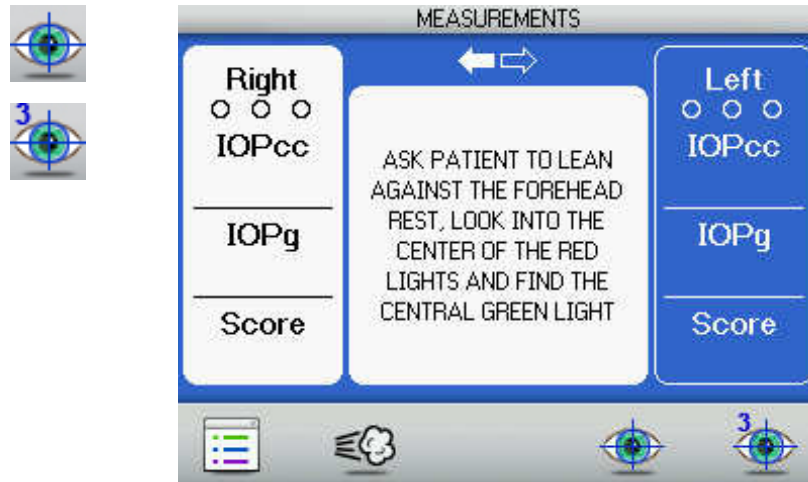 3
MEASUREMENTS
Right
IOPcc
IOPg
Score
ASK PATIENT TO LEAN
AGAINST THE FOREHEAD
REST, LOOK INTO THE
CENTER OF THE RED
LIGHTS AND FIND THE
CENTRAL GREEN LIGHT
Left
IOPcc
IOPg
Score
3